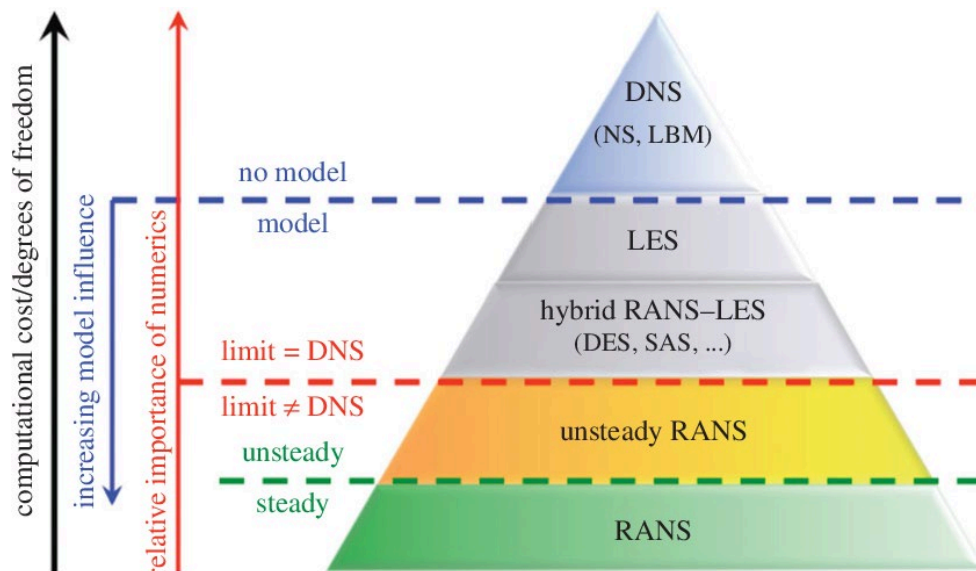 computational cost/degrees of freedom
increasing model influence
relative importance of numerics
no model
model
limit = DNS
limit ≠ DNS
unsteady
steady
DNS
(NS, LBM)
LES
hybrid RANS–LES
(DES, SAS, ...)
unsteady RANS
RANS